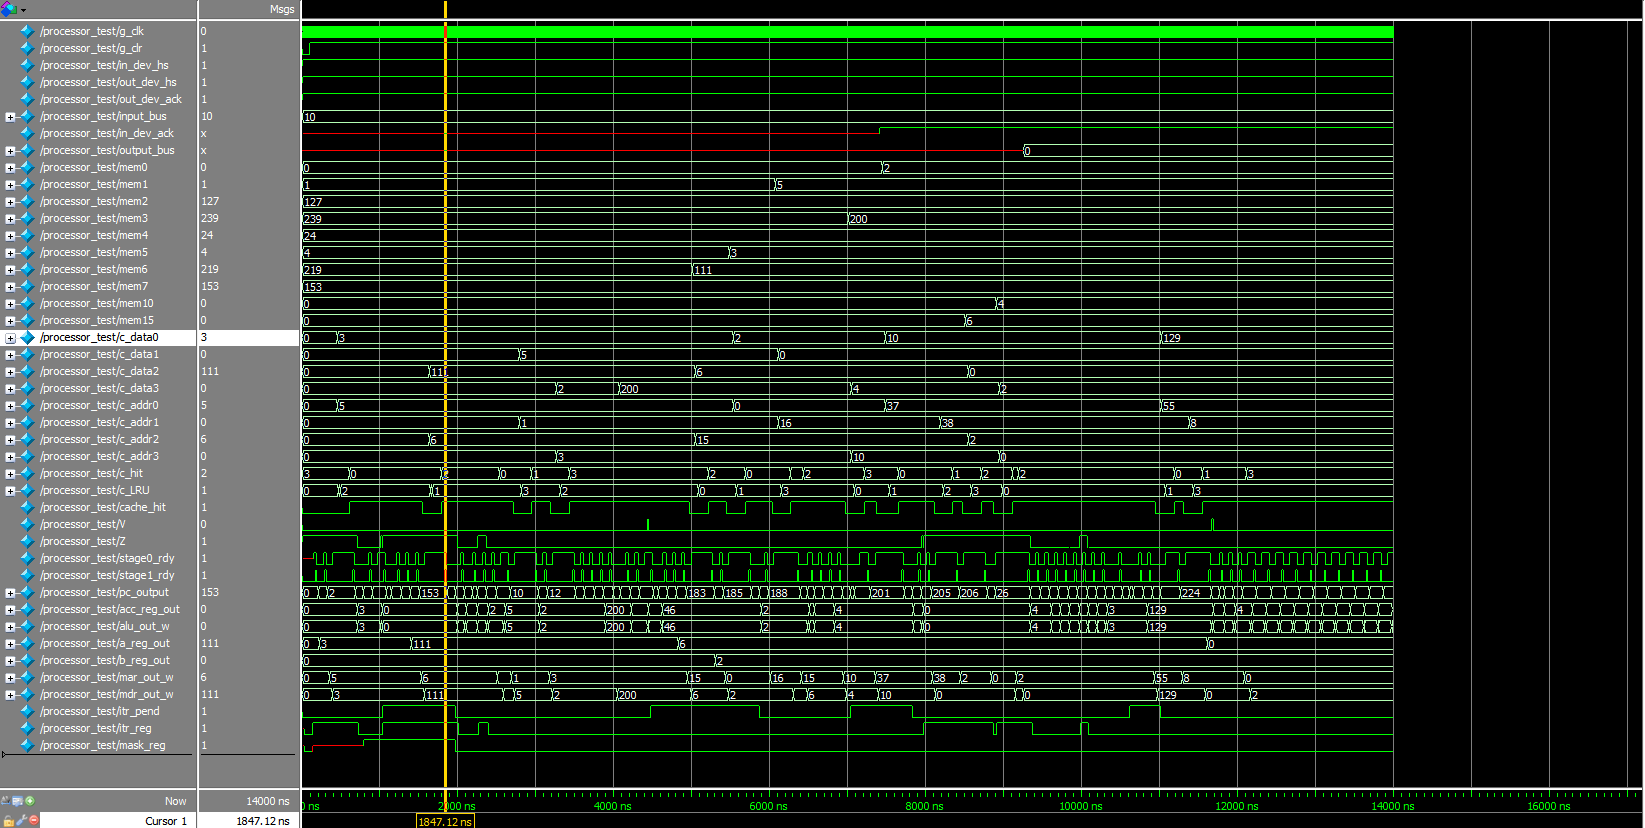 Msgs
/processor_test/g_clk 0
/processor_test/g_clr 1
/processor_test/in_dev_hs 1
/processor_test/out_dev_hs 1
/processor_test/out_dev_ack 1
/processor_test/input_bus 10 10
/processor_test/in_dev_ack x
/processor_test/output_bus x 0
/processor_test/mem0 0 0 2
/processor_test/mem1 1 1 5
/processor_test/mem2 127 127
/processor_test/mem3 239 239 200
/processor_test/mem4 24 24
/processor_test/mem5 4 4 3
/processor_test/mem6 219 219 111
/processor_test/mem7 153 153
/processor_test/mem10 0 0 4
/processor_test/mem15 0 0 6
/processor_test/c_data0 3 0 3 2 10 129
/processor_test/c_data1 0 0 5 0
/processor_test/c_data2 111 0 111 6 0
/processor_test/c_data3 0 0 2 200 4 2
/processor_test/c_addr0 5 0 5 0 37 55
/processor_test/c_addr1 0 0 1 16 38 8
/processor_test/c_addr2 6 0 6 15 2
/processor_test/c_addr3 0 0 3 10 0
/processor_test/c_hit 2 3 0 2 0 1 3 2 0 2 3 0 1 2 2 0 1 3
/processor_test/c_LRU 1 0 2 1 3 2 0 1 3 0 1 2 3 0 1 3
/processor_test/cache_hit 1
/processor_test/V 0
/processor_test/Z 1
/processor_test/stage0_rdy 1
/processor_test/stage1_rdy 1
/processor_test/pc_output 153 0 2 153 10 12 183 185 188 201 205 206 26 224
/processor_test/acc_reg_out 0 0 3 0 2 5 2 200 46 2 4 0 4 3 129 4
/processor_test/alu_out_w 0 0 3 0 5 2 200 46 2 4 0 4 3 129
/processor_test/a_reg_out 111 0 3 111 6 0
/processor_test/b_reg_out 0 0 2
/processor_test/mar_out_w 6 0 5 6 1 3 15 0 16 15 10 37 38 2 0 2 55 8 0
/processor_test/mdr_out_w 111 0 3 111 5 2 200 6 2 6 4 10 0 0 129 0 2
/processor_test/itr_pend 1
/processor_test/itr_reg 1
/processor_test/mask_reg 1
Now 14000 ns
0 ns 2000 ns 4000 ns 6000 ns 8000 ns 10000 ns 12000 ns 14000 ns 16000 ns
Cursor 1 1847.12 ns 1847.12 ns